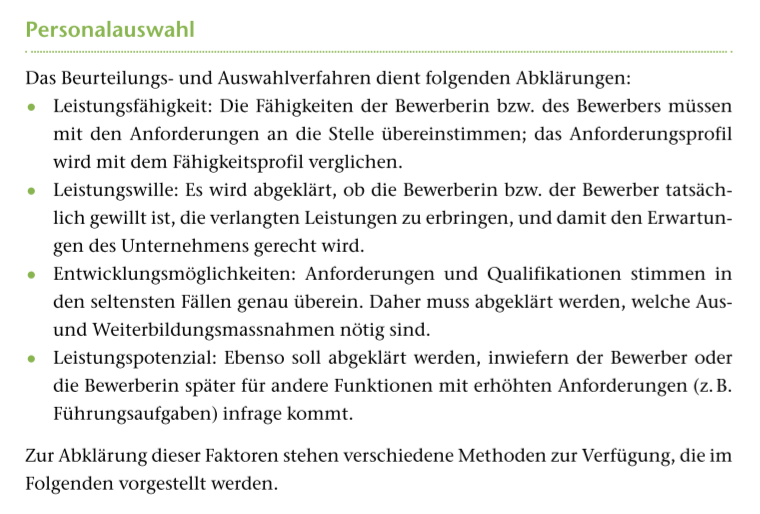 Personalauswahl
Das Beurteilungs- und Auswahlverfahren dient folgenden Abklärungen:
• Leistungsfähigkeit: Die Fähigkeiten der Bewerberin bzw. des Bewerbers müssen
mit den Anforderungen an die Stelle übereinstimmen; das Anforderungsprofil
wird mit dem Fähigkeitsprofil verglichen.
• Leistungswille: Es wird abgeklärt, ob die Bewerberin bzw. der Bewerber tatsäch-
lich gewillt ist, die verlangten Leistungen zu erbringen, und damit den Erwartun-
gen des Unternehmens gerecht wird.
• Entwicklungsmöglichkeiten: Anforderungen und Qualifikationen stimmen in
den seltensten Fällen genau überein. Daher muss abgeklärt werden, welche Aus-
und Weiterbildungsmassnahmen nötig sind.
• Leistungspotenzial: Ebenso soll abgeklärt werden, inwiefern der Bewerber oder
die Bewerberin später für andere Funktionen mit erhöhten Anforderungen (z. B.
Führungsaufgaben) infrage kommt.
Zur Abklärung dieser Faktoren stehen verschiedene Methoden zur Verfügung, die im
Folgenden vorgestellt werden.